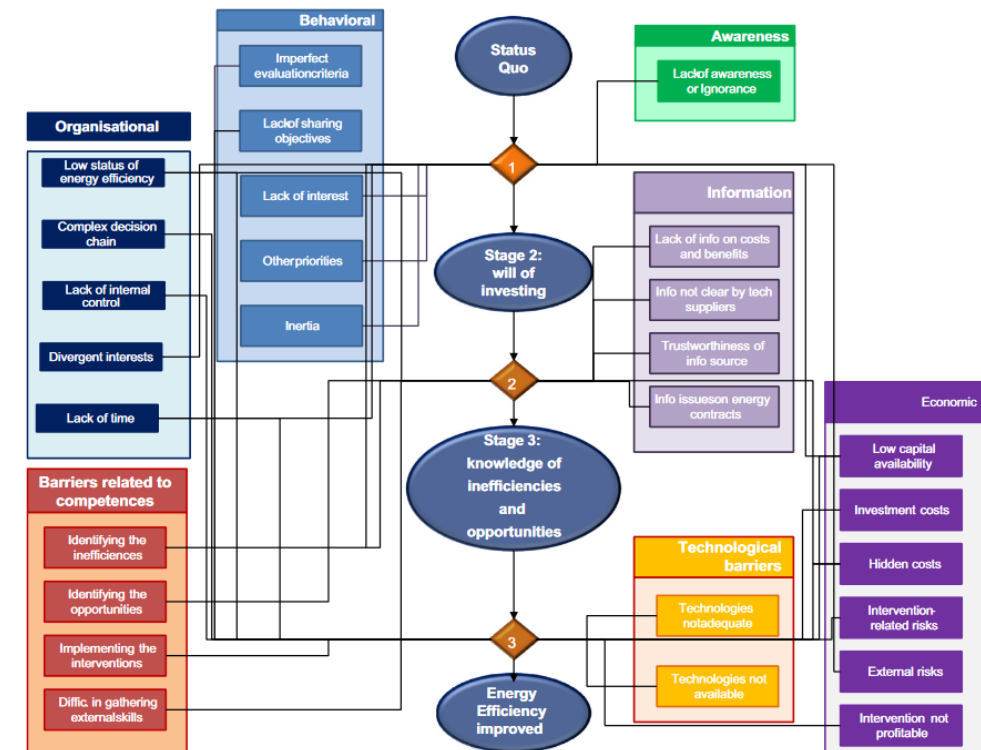 Behavioral
Imperfect
evaluationcriteria
Lackof sharing
objectives
Lack of interest
Otherpriorities
Inertia
Organisational
Low status of
energy efficiency
Complex decision
chain
Lack of internal
control
Divergent interests
Lack of time
Barriers related to
competences
Identifying the
inefficiences
Identifying the
opportunities
Implementing the
interventions
Diffic. in gathering
externalskills
Status
Quo
1
Stage 2:
will of
investing
2
Stage 3:
knowledge of
inefficiencies
and
opportunities
3
Energy
Efficiency
improved
Awareness
Lackof awareness
or Ignorance
Information
Lack of info on costs
and benefits
Info not clear by tech
suppliers
Trustworthiness of
info source
Info issueson energy
contracts
Technological
barriers
Technologies
notadequate
Technologies not
available
Economic
Low capital
availability
Investment costs
Hidden costs
Intervention-
related risks
External risks
Intervention not
profitable